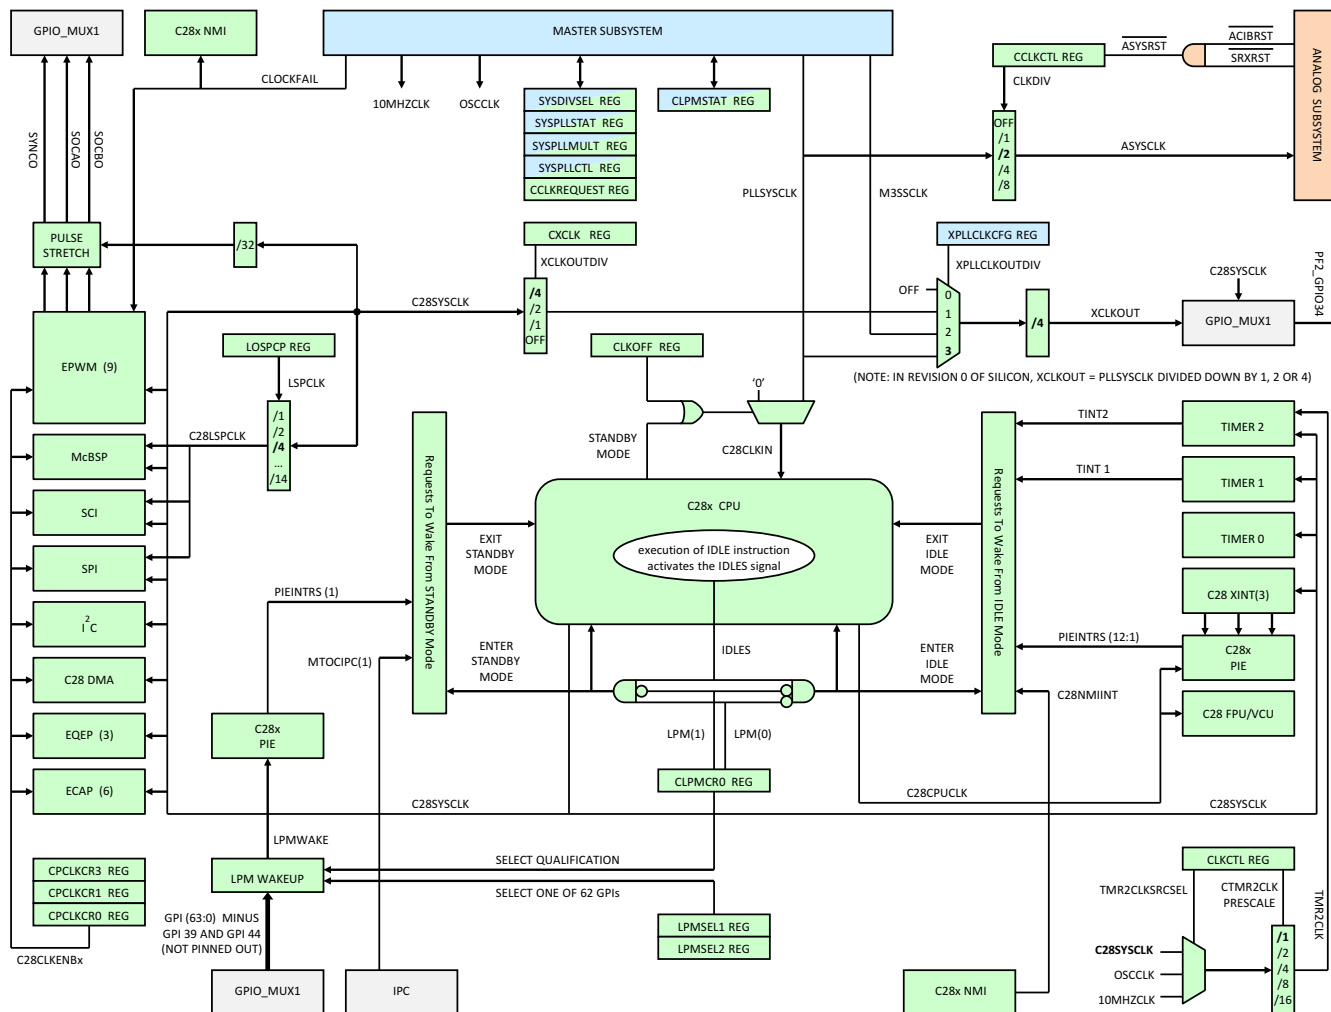 GPIO_MUX1
C28x NMI
MASTER SUBSYSTEM
ACIBRST
ASYSRST
SRXRST
CCLKCTL REG
ANALOG SUBSYSTEM
CLOCKFAIL
CLKDIV
10MHZCLK
OSCCLK
SYSDIVSEL REG
SYSPLLSTAT REG
SYSPLLMULT REG
SYSPLLCTL REG
CCLKREQUEST REG
CLPMSTAT REG
OFF
/1
/2
/4
/8
ASYSCLK
SYNCO
SOCAO
SOCBO
PLLSYSCLK
M3SSCLK
PULSE
STRETCH
/32
CXCLK REG
XCLKOUTDIV
XPLLCLKCFG REG
XPLLCLKOUTDIV
C28SYSCLK
/4
/2
/1
OFF
OFF
0
1
2
3
/4
XCLKOUT
C28SYSCLK
GPIO_MUX1
PF2_GPIO34
(NOTE: IN REVISION 0 OF SILICON, XCLKOUT = PLLSYSCLK DIVIDED DOWN BY 1, 2 OR 4)
EPWM (9)
LOSPCP REG
LSPCLK
CLKOFF REG
‘0’
/1
/2
/4
...
/14
C28LSPCLK
McBSP
SCI
SPI
I2C
C28 DMA
EQEP (3)
ECAP (6)
STANDBY
MODE
C28CLKIN
Requests To Wake From STANDBY Mode
C28x CPU
execution of IDLE instruction
activates the IDLES signal
Requests To Wake From IDLE Mode
TINT2
TIMER 2
TINT 1
TIMER 1
TIMER 0
C28 XINT(3)
EXIT
STANDBY
MODE
EXIT
IDLE
MODE
PIEINTRS (1)
PIEINTRS (12:1)
C28x
PIE
MTOCIPC(1)
ENTER
STANDBY
MODE
IDLES
ENTER
IDLE
MODE
C28NMIINT
C28 FPU/VCU
C28x
PIE
LPM(1)
LPM(0)
CLPMCR0 REG
C28SYSCLK
C28CPUCLK
C28SYSCLK
LPMWAKE
SELECT QUALIFICATION
LPM WAKEUP
SELECT ONE OF 62 GPIs
CPCLKCR3 REG
CPCLKCR1 REG
CPCLKCR0 REG
C28CLKENBx
GPI (63:0) MINUS
GPI 39 AND GPI 44
(NOT PINNED OUT)
LPMSEL1 REG
LPMSEL2 REG
CLKCTL REG
TMR2CLKSRCSEL
CTMR2CLK
PRESCALE
TMR2CLK
C28SYSCLK
OSCCLK
10MHZCLK
/1
/2
/4
/8
/16
GPIO_MUX1
IPC
C28x NMI